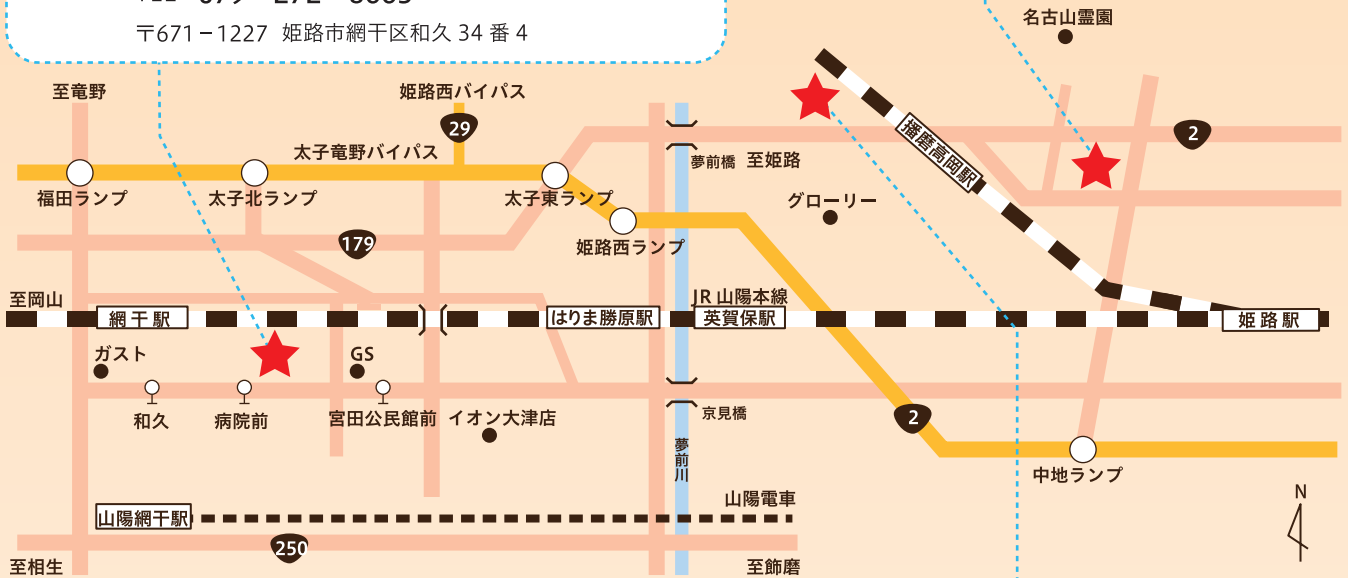 〒671－1227 姫路市網干区和久 34 番 4
名古山霊園
至竜野
姫路西バイパス
29
太子竜野バイパス
2
夢前橋
至姫路
播磨高岡駅
福田ランプ
太子北ランプ
太子東ランプ
グローリー
179
姫路西ランプ
至岡山
JR 山陽本線
網干駅
はりま勝原駅
英賀保駅
姫路駅
ガスト
GS
和久
病院前
宮田公民館前
イオン大津店
京見橋
2
夢前川
中地ランプ
山陽電車
N
山陽網干駅
250
至相生
至飾磨